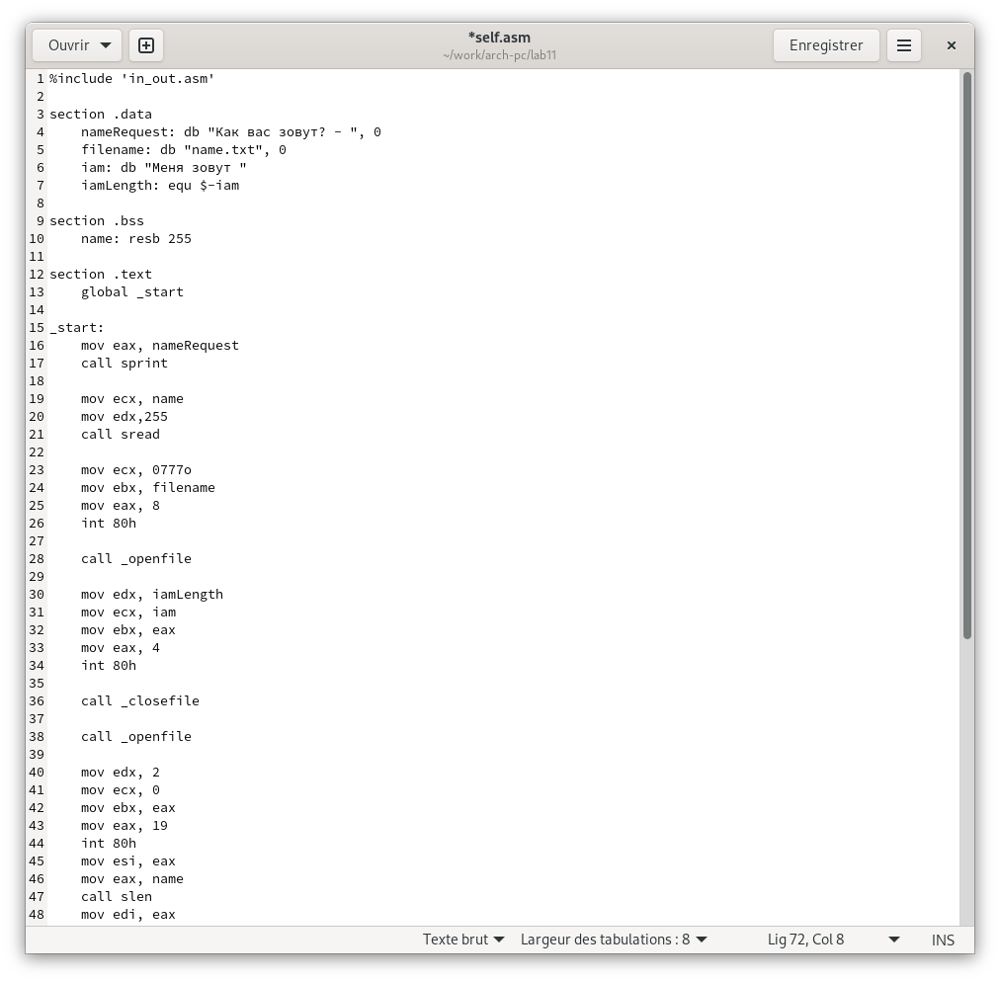 Ouvrir
*self.asm
~/work/arch-pc/lab11
Enregistrer
1 %include 'in_out.asm'
2
3 section .data
4     nameRequest: db "Как вас зовут? - ", 0
5     filename: db "name.txt", 0
6     iam: db "Меня зовут "
7     iamLength: equ $-iam
8
9 section .bss
10     name: resb 255
11
12 section .text
13     global _start
14
15 _start:
16     mov eax, nameRequest
17     call sprint
18
19     mov ecx, name
20     mov edx,255
21     call sread
22
23     mov ecx, 0777o
24     mov ebx, filename
25     mov eax, 8
26     int 80h
27
28     call _openfile
29
30     mov edx, iamLength
31     mov ecx, iam
32     mov ebx, eax
33     mov eax, 4
34     int 80h
35
36     call _closefile
37
38     call _openfile
39
40     mov edx, 2
41     mov ecx, 0
42     mov ebx, eax
43     mov eax, 19
44     int 80h
45     mov esi, eax
46     mov eax, name
47     call slen
48     mov edi, eax
Texte brut Largeur des tabulations : 8 Lig 72, Col 8 INS